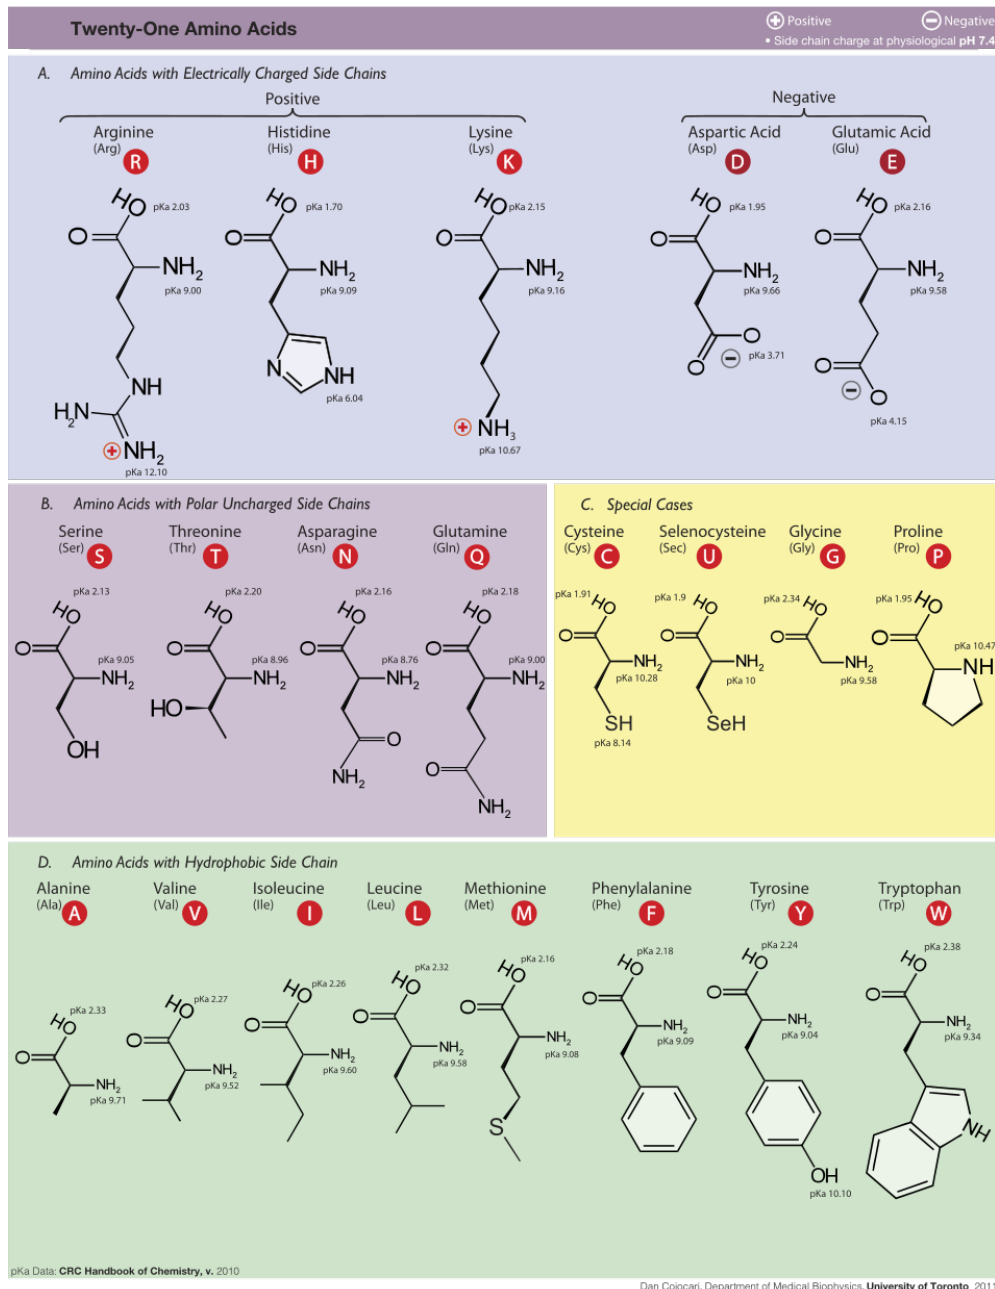 Twenty-One Amino Acids
Positive Negative
• Side chain charge at physiological pH 7.4
A. Amino Acids with Electrically Charged Side Chains
Positive
Negative
Arginine
(Arg) R
Histidine
(His) H
Lysine
(Lys) K
Aspartic Acid
(Asp) D
Glutamic Acid
(Glu) E
HO pKa 2.03
O
NH2
pKa 9.00
NH
H2N
NH2
pKa 12.10
HO pKa 1.70
O
NH2
pKa 9.09
N
NH
pKa 6.04
HO pKa 2.15
O
NH2
pKa 9.16
NH3
pKa 10.67
HO pKa 1.95
O
NH2
pKa 9.66
O
O
pKa 3.71
HO pKa 2.16
O
NH2
pKa 9.58
O
O
pKa 4.15
B. Amino Acids with Polar Uncharged Side Chains
Serine
(Ser) S
Threonine
(Thr) T
Asparagine
(Asn) N
Glutamine
(Gln) Q
pKa 2.13
HO
O
pKa 9.05
NH2
OH
pKa 2.20
HO
O
pKa 8.96
NH2
HO
pKa 2.16
HO
O
pKa 8.76
NH2
O
NH2
pKa 2.18
HO
O
pKa 9.00
NH2
O
NH2
C. Special Cases
Cysteine
(Cys) C
Selenocysteine
(Sec) U
Glycine
(Gly) G
Proline
(Pro) P
pKa 1.91 HO
O
NH2
pKa 10.28
SH
pKa 8.14
pKa 1.9 HO
O
NH2
pKa 10
SeH
pKa 2.34 HO
O
NH2
pKa 9.58
pKa 1.95 HO
O
pKa 10.47
NH
D. Amino Acids with Hydrophobic Side Chain
Alanine
(Ala) A
Valine
(Val) V
Isoleucine
(Ile) I
Leucine
(Leu) L
Methionine
(Met) M
Phenylalanine
(Phe) F
Tyrosine
(Tyr) Y
Tryptophan
(Trp) W
pKa 2.33
HO
O
NH2
pKa 9.71
pKa 2.27
HO
O
NH2
pKa 9.52
pKa 2.26
HO
O
NH2
pKa 9.60
pKa 2.32
HO
O
NH2
pKa 9.58
pKa 2.16
HO
O
NH2
pKa 9.08
S
pKa 2.18
HO
O
NH2
pKa 9.09
pKa 2.24
HO
O
NH2
pKa 9.04
OH
pKa 10.10
pKa 2.38
HO
O
NH2
pKa 9.34
NH
pKa Data: CRC Handbook of Chemistry, v. 2010
Dan Cojocari, Department of Medical Biophysics, University of Toronto 2011